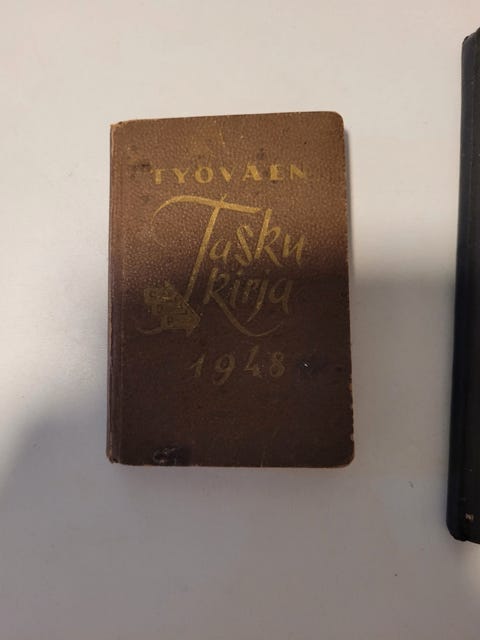 TYÖVÄEN
Tasku
kirja
1948